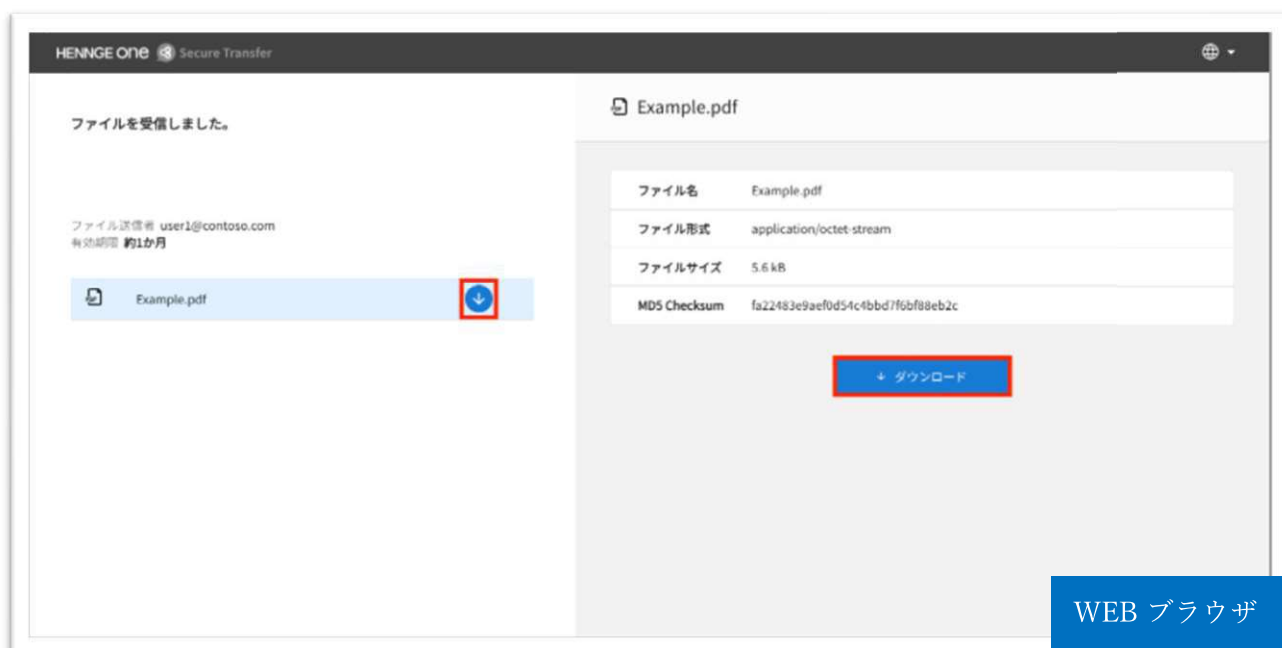 HENNGE one Secure Transfer
ファイルを受信しました。
ファイル送信者 user1@contoso.com
有効期限 約1か月
Example.pdf
Example.pdf
ファイル名 Example.pdf
ファイル形式 application/octet-stream
ファイルサイズ 5.6 kB
MD5 Checksum fa22483e9aef0d54c4bbd7f6bf88eb2c
ダウンロード
WEB ブラウザ